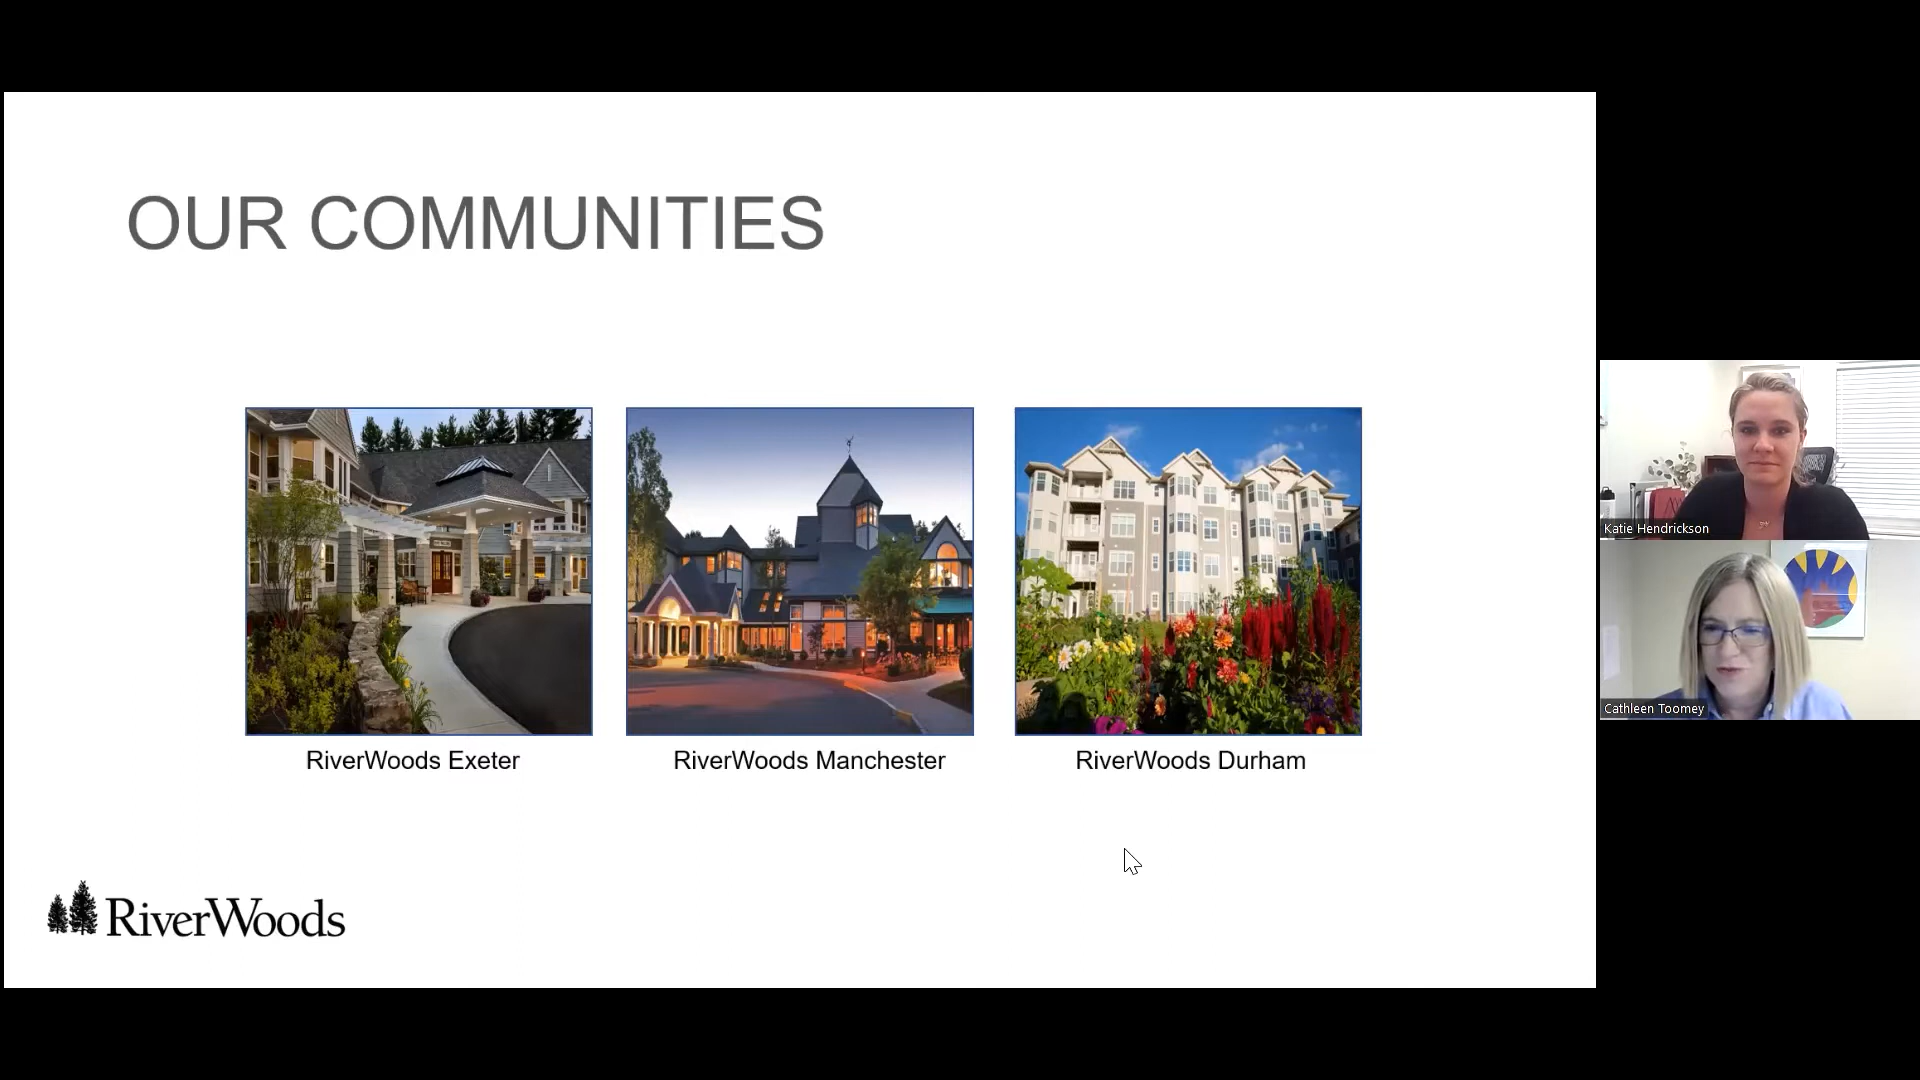 OUR COMMUNITIES
RiverWoods Exeter
RiverWoods Manchester
RiverWoods Durham
RiverWoods
Katie Hendrickson
Cathleen Toomey